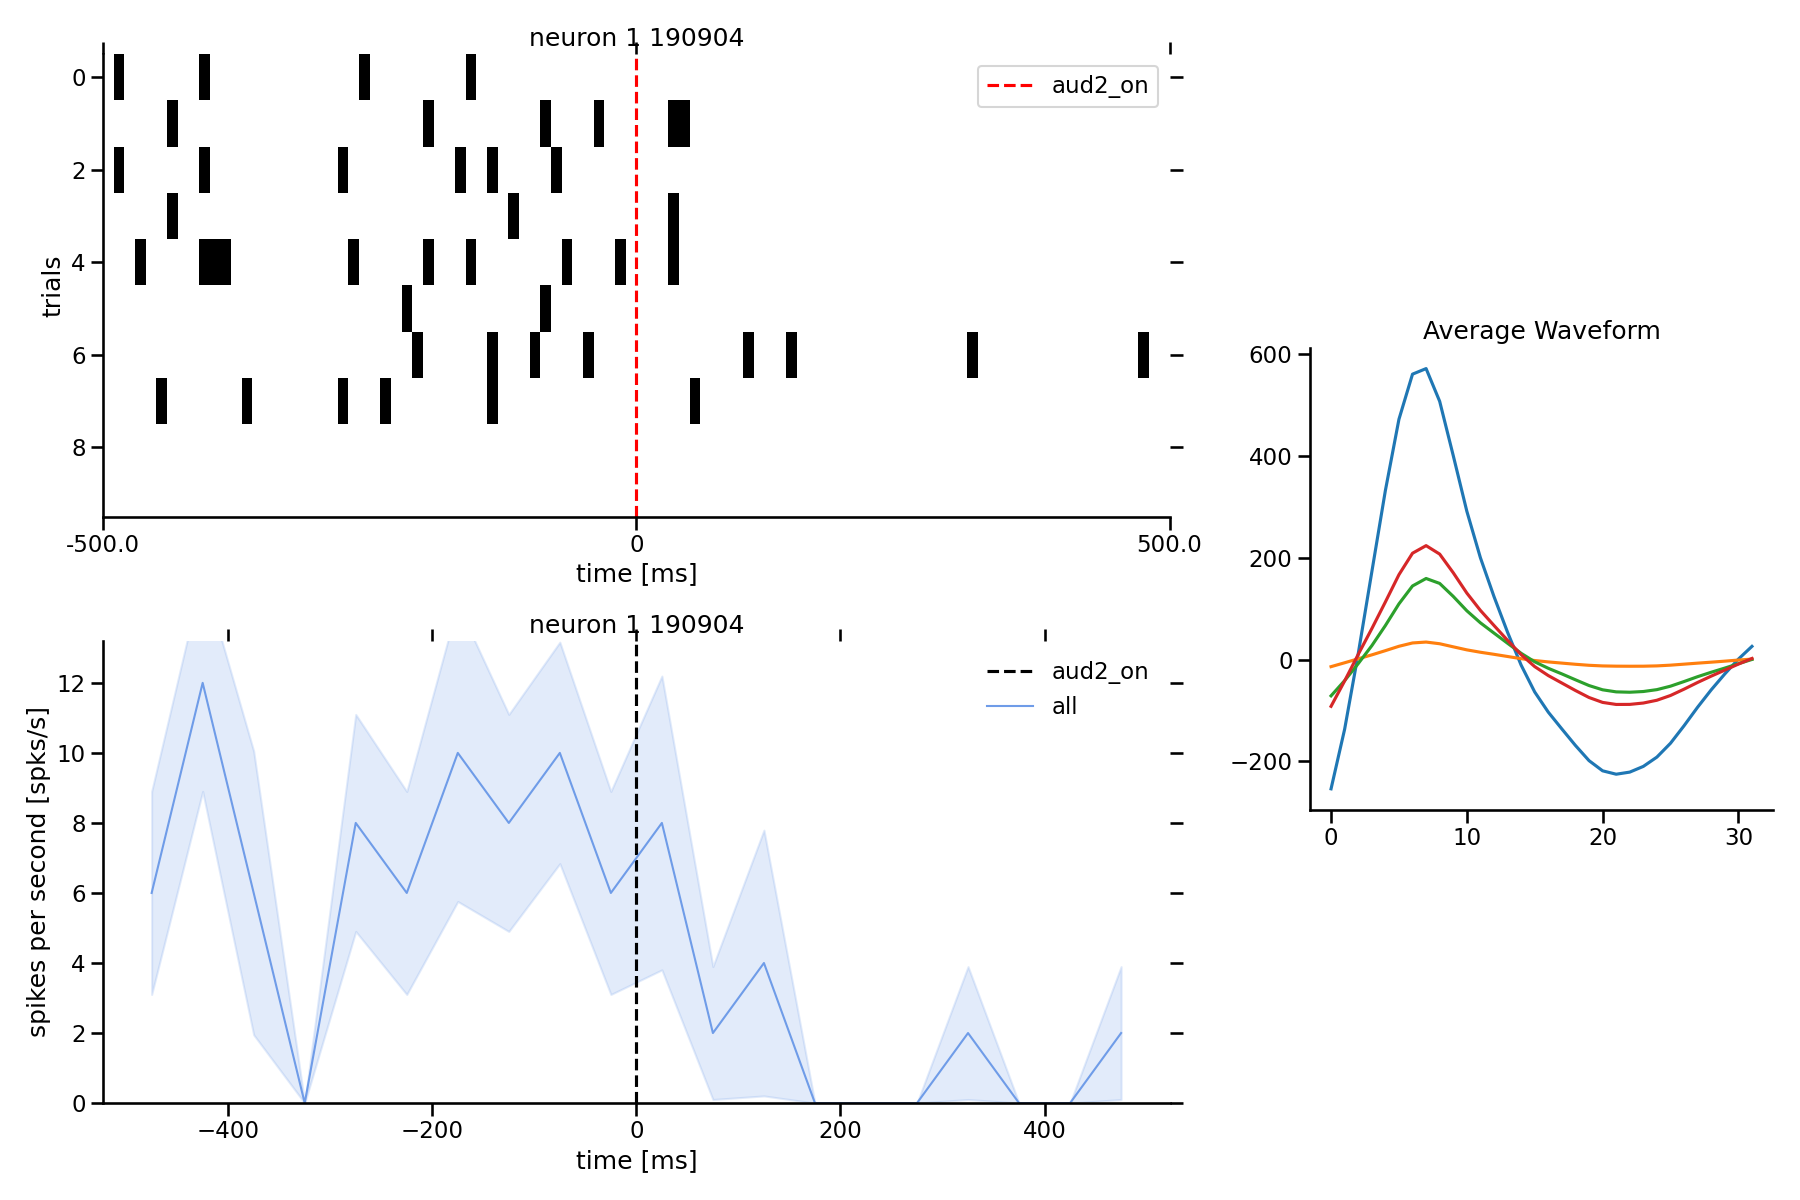 neuron 1 190904
0
2
4
6
8
trials
aud2_on
-500.0
0
500.0
time [ms]
neuron 1 190904
12
10
8
6
4
2
0
spikes per second [spks/s]
aud2_on
all
−400
−200
0
200
400
time [ms]
Average Waveform
600
400
200
0
−200
0
10
20
30